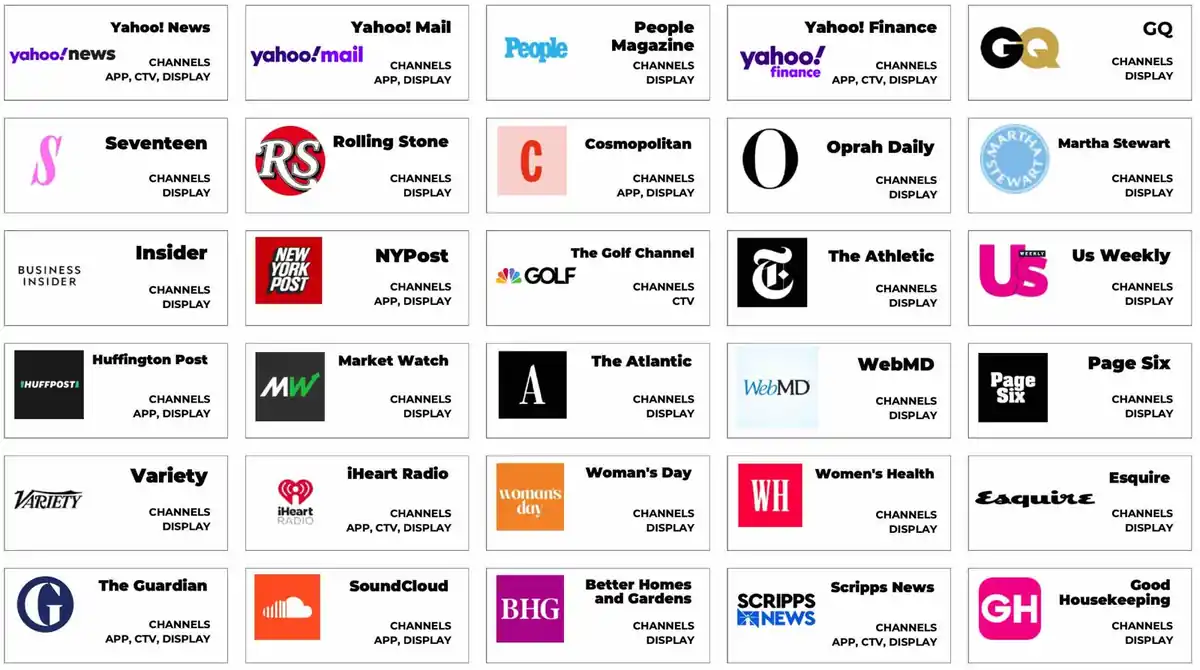 Yahoo! News
yahoo!news
CHANNELS
APP, CTV, DISPLAY
Yahoo! Mail
yahoo!mail
CHANNELS
APP, DISPLAY
People
Magazine
People
CHANNELS
DISPLAY
Yahoo! Finance
yahoo!
finance
CHANNELS
APP, CTV, DISPLAY
GQ
GQ
CHANNELS
DISPLAY
S
Seventeen
CHANNELS
DISPLAY
RS
Rolling Stone
CHANNELS
DISPLAY
C
Cosmopolitan
CHANNELS
APP, DISPLAY
O
Oprah Daily
CHANNELS
DISPLAY
MARTHA
STEWART
Martha Stewart
CHANNELS
DISPLAY
Insider
BUSINESS
INSIDER
CHANNELS
DISPLAY
NEW
YORK
POST
NYPost
CHANNELS
APP, DISPLAY
The Golf Channel
GOLF
CHANNELS
CTV
T
The Athletic
CHANNELS
DISPLAY
Us
WEEKLY
Us Weekly
CHANNELS
DISPLAY
Huffington Post
HUFFPOST
CHANNELS
APP, DISPLAY
MW
Market Watch
CHANNELS
DISPLAY
A
The Atlantic
CHANNELS
DISPLAY
WebMD
WebMD
CHANNELS
DISPLAY
Page
Six
Page Six
CHANNELS
DISPLAY
Variety
VARIETY
CHANNELS
DISPLAY
iHeart Radio
iHeart
RADIO
CHANNELS
APP, CTV, DISPLAY
Woman's Day
woman's
day
CHANNELS
DISPLAY
WH
Women's Health
CHANNELS
DISPLAY
Esquire
Esquire
CHANNELS
DISPLAY
G
The Guardian
CHANNELS
APP, CTV, DISPLAY
SoundCloud
CHANNELS
APP, DISPLAY
BHG
Better Homes
and Gardens
CHANNELS
DISPLAY
Scripps News
SCRIPPS
NEWS
CHANNELS
APP, CTV, DISPLAY
GH
Good
Housekeeping
CHANNELS
DISPLAY